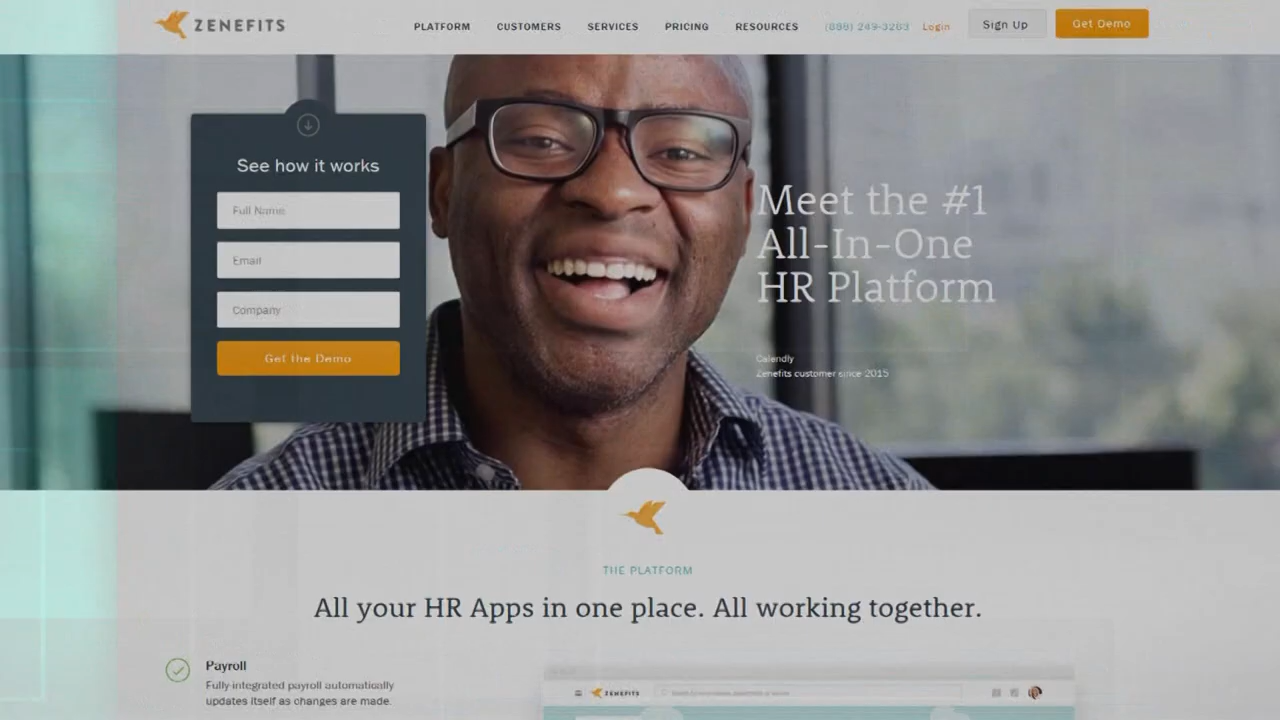 ZENEFITS
PLATFORM CUSTOMERS SERVICES PRICING RESOURCES (888) 249-3263 Login Sign Up Get Demo
See how it works
Full Name
Email
Company
Get the Demo
Meet the #1
All-In-One
HR Platform
Calendly
Zenefits customer since 2015
THE PLATFORM
All your HR Apps in one place. All working together.
Payroll
Fully integrated payroll automatically
updates itself as changes are made.
ZENEFITS